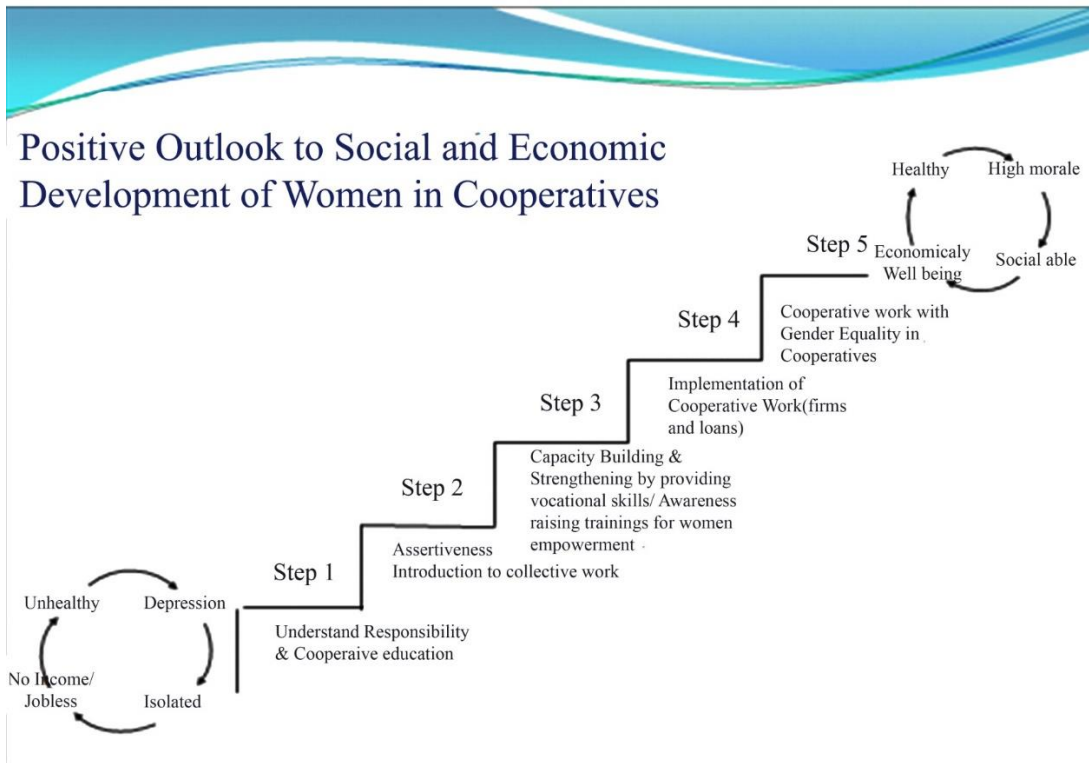 Positive Outlook to Social and Economic
Development of Women in Cooperatives
Healthy
High morale
Social able
Economicaly
Well being
Step 5
Cooperative work with
Gender Equality in
Cooperatives
Step 4
Implementation of
Cooperative Work(firms
and loans)
Step 3
Capacity Building &
Strengthening by providing
vocational skills/ Awareness
raising trainings for women
empowerment
Step 2
Assertiveness
Introduction to collective work
Step 1
Understand Responsibility
& Cooperaive education
Unhealthy
Depression
Isolated
No Income/
Jobless